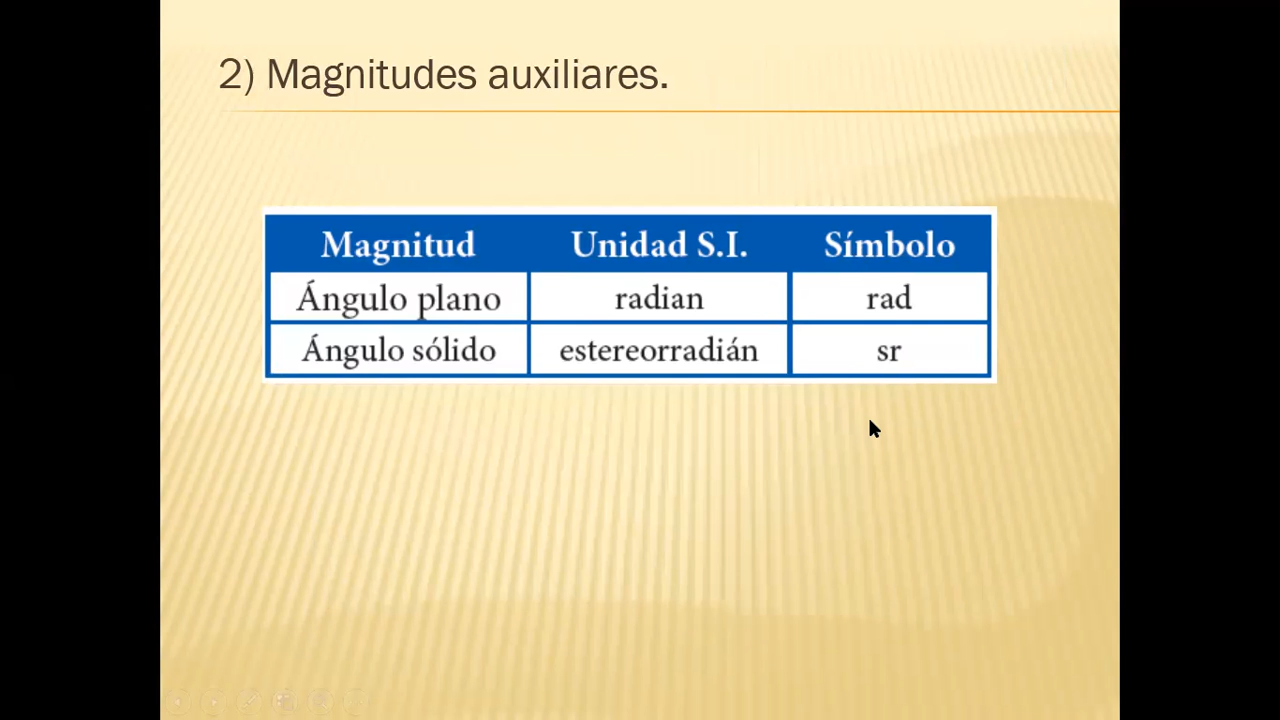 2) Magnitudes auxiliares.
Magnitud Unidad S.I. Símbolo
Ángulo plano radian rad
Ángulo sólido estereorradián sr